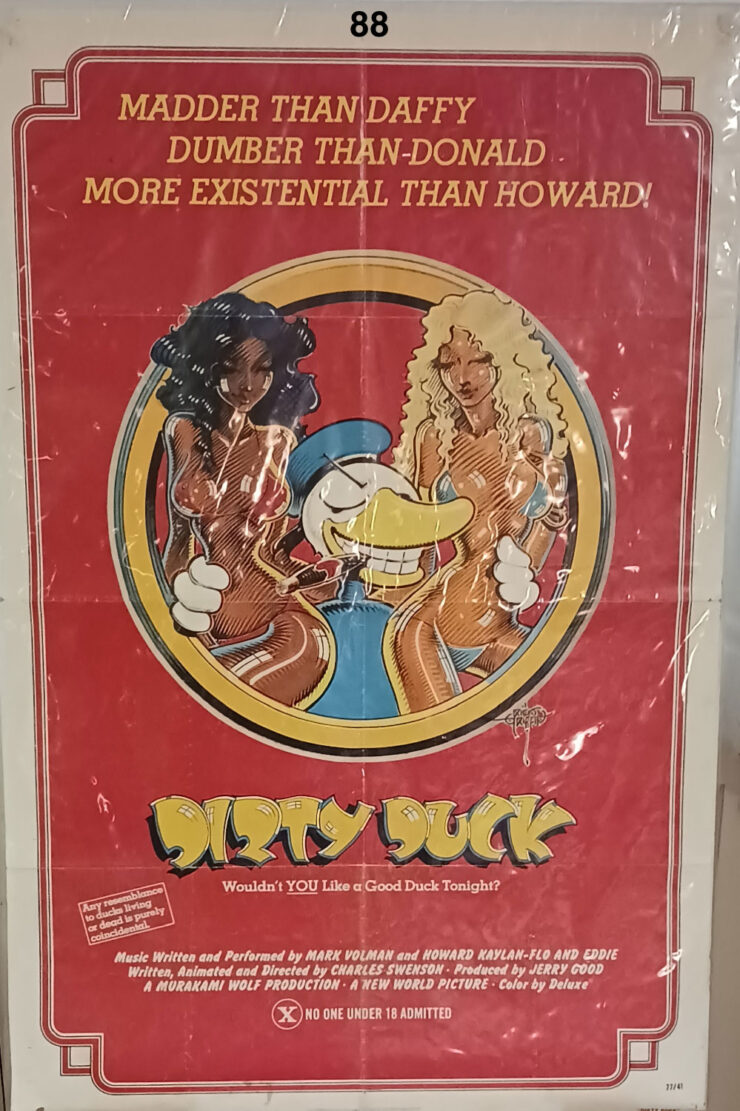 88
MADDER THAN DAFFY
DUMBER THAN DONALD
MORE EXISTENTIAL THAN HOWARD!
DIRTY DUCK
Wouldn't YOU Like a Good Duck Tonight?
Any resemblance
to ducks living
or dead is purely
coincidental.
Music Written and Performed by MARK VOLMAN and HOWARD KAYLAN-FLO AND EDDIE
Written, Animated and Directed by CHARLES SWENSON · Produced by JERRY GOOD
A MURAKAMI WOLF PRODUCTION · A NEW WORLD PICTURE · Color by Deluxe
X NO ONE UNDER 18 ADMITTED
77/41